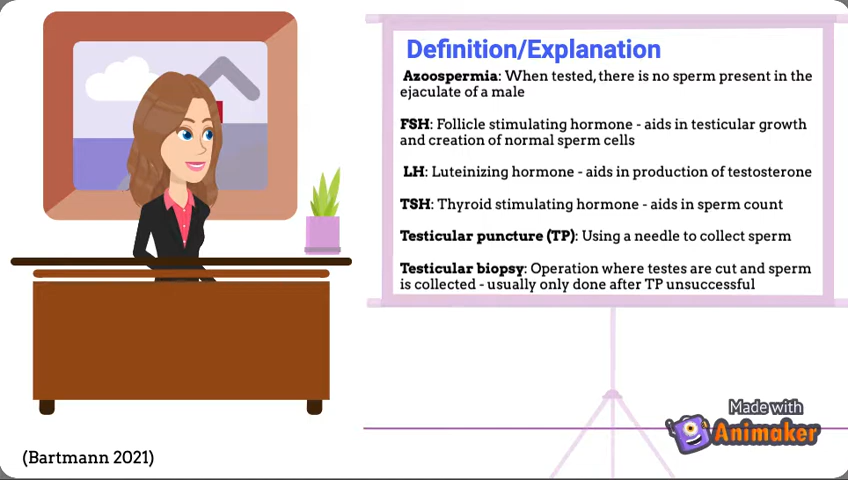 Definition/Explanation
Azoospermia: When tested, there is no sperm present in the
ejaculate of a male
FSH: Follicle stimulating hormone - aids in testicular growth
and creation of normal sperm cells
LH: Luteinizing hormone - aids in production of testosterone
TSH: Thyroid stimulating hormone - aids in sperm count
Testicular puncture (TP): Using a needle to collect sperm
Testicular biopsy: Operation where testes are cut and sperm
is collected - usually only done after TP unsuccessful
Made with
Animaker
(Bartmann 2021)